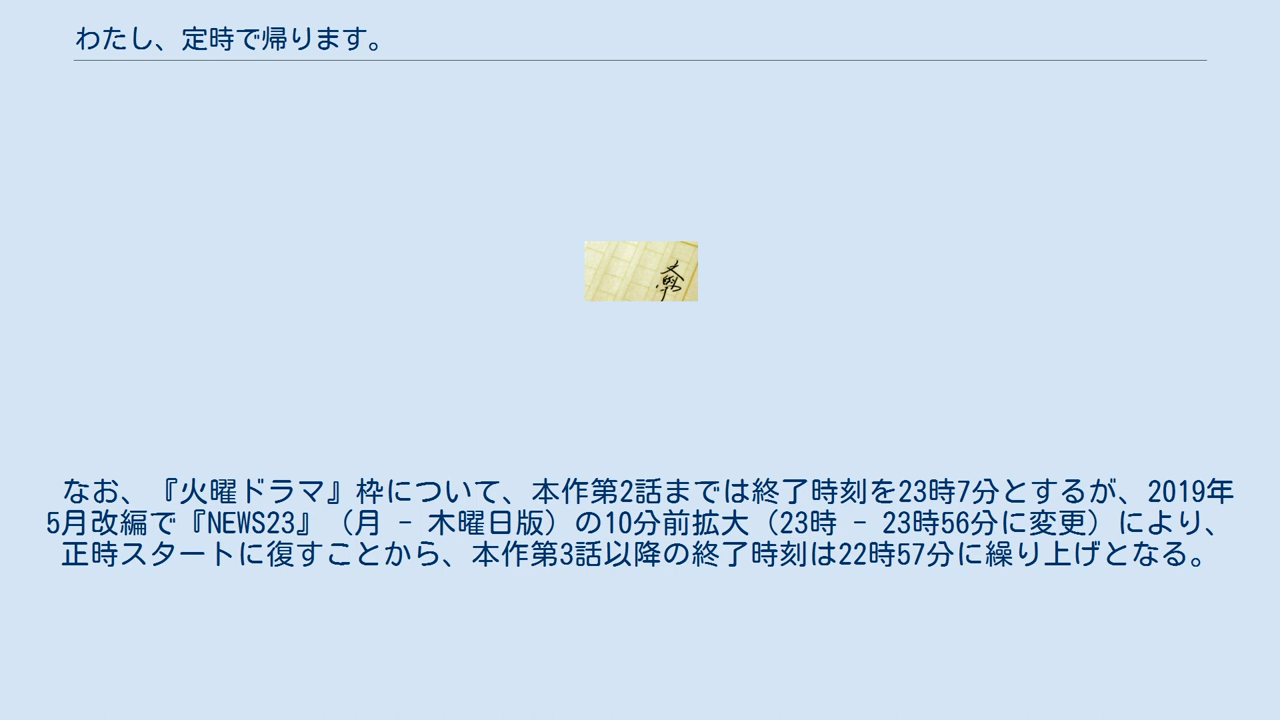 わたし、定時で帰ります。
なお、『火曜ドラマ』枠について、本作第2話までは終了時刻を23時7分とするが、2019年
5月改編で『NEWS23』（月 - 木曜日版）の10分前拡大（23時 - 23時56分に変更）により、
正時スタートに復すことから、本作第3話以降の終了時刻は22時57分に繰り上げとなる。